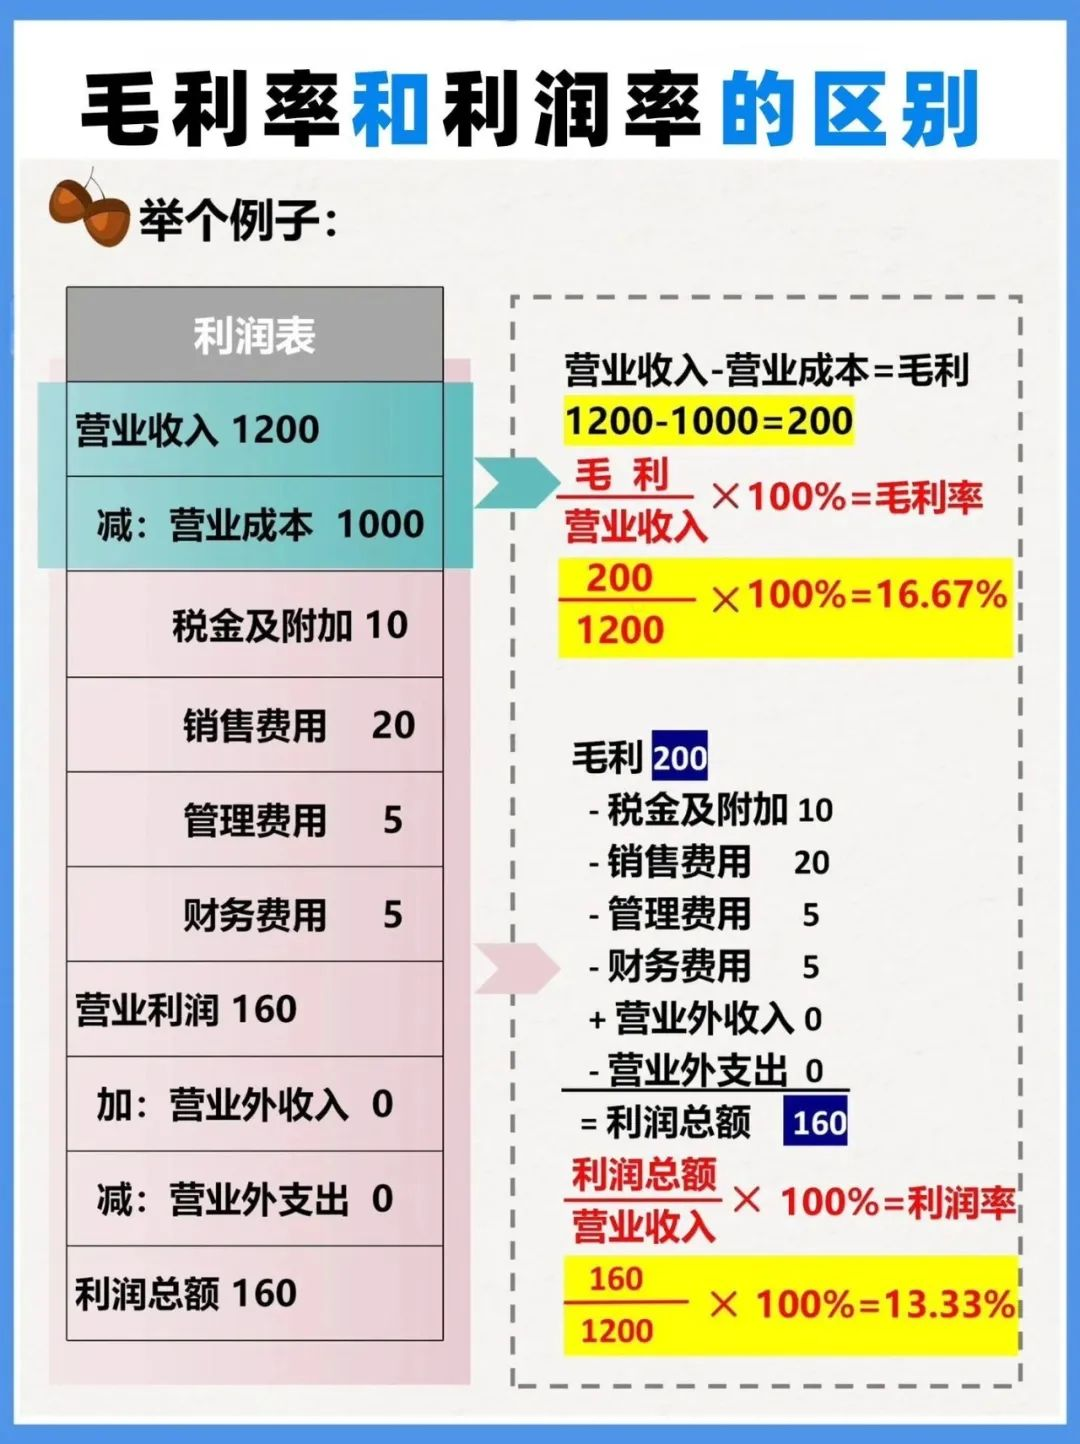 毛利率和利润率的区别
举个例子：
利润表
营业收入 1200
减：营业成本 1000
税金及附加 10
销售费用 20
管理费用 5
财务费用 5
营业利润 160
加：营业外收入 0
减：营业外支出 0
利润总额 160
营业收入-营业成本=毛利
1200-1000=200
毛 利
营业收入
×100%=毛利率
200
1200
×100%=16.67%
毛利 200
- 税金及附加 10
- 销售费用 20
- 管理费用 5
- 财务费用 5
+ 营业外收入 0
- 营业外支出 0
= 利润总额 160
利润总额
营业收入
× 100%=利润率
160
1200
× 100%=13.33%